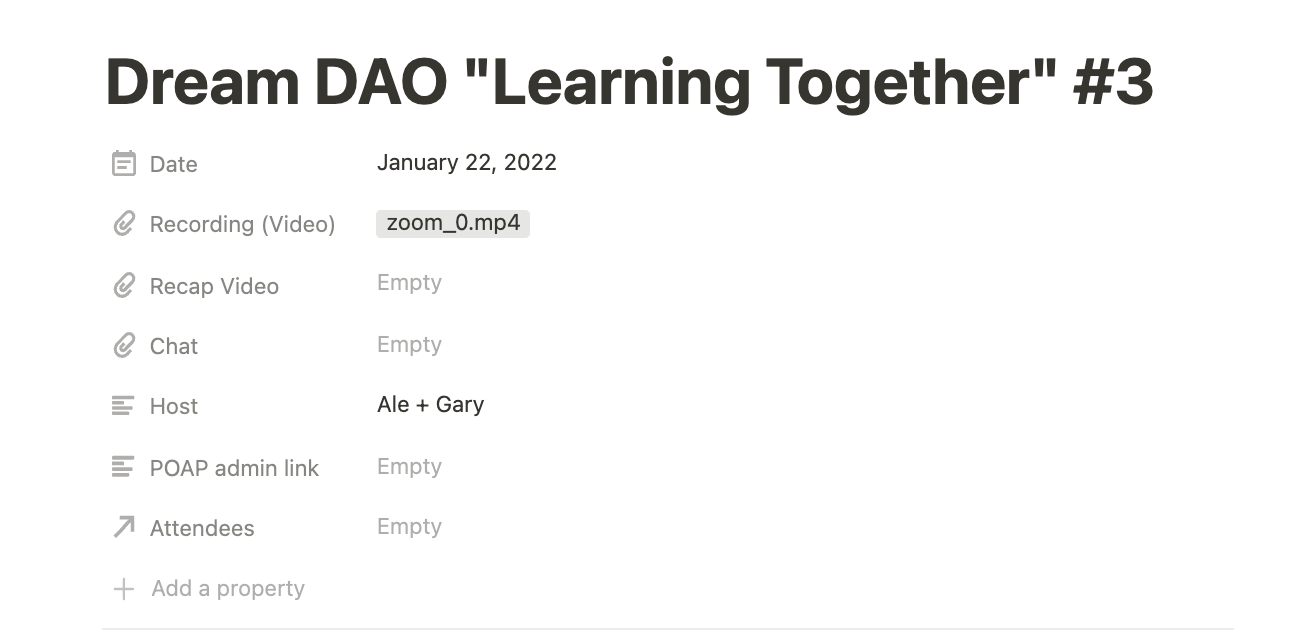 Dream DAO "Learning Together" #3
Date January 22, 2022
Recording (Video) zoom_0.mp4
Recap Video Empty
Chat Empty
Host Ale + Gary
POAP admin link Empty
Attendees Empty
Add a property